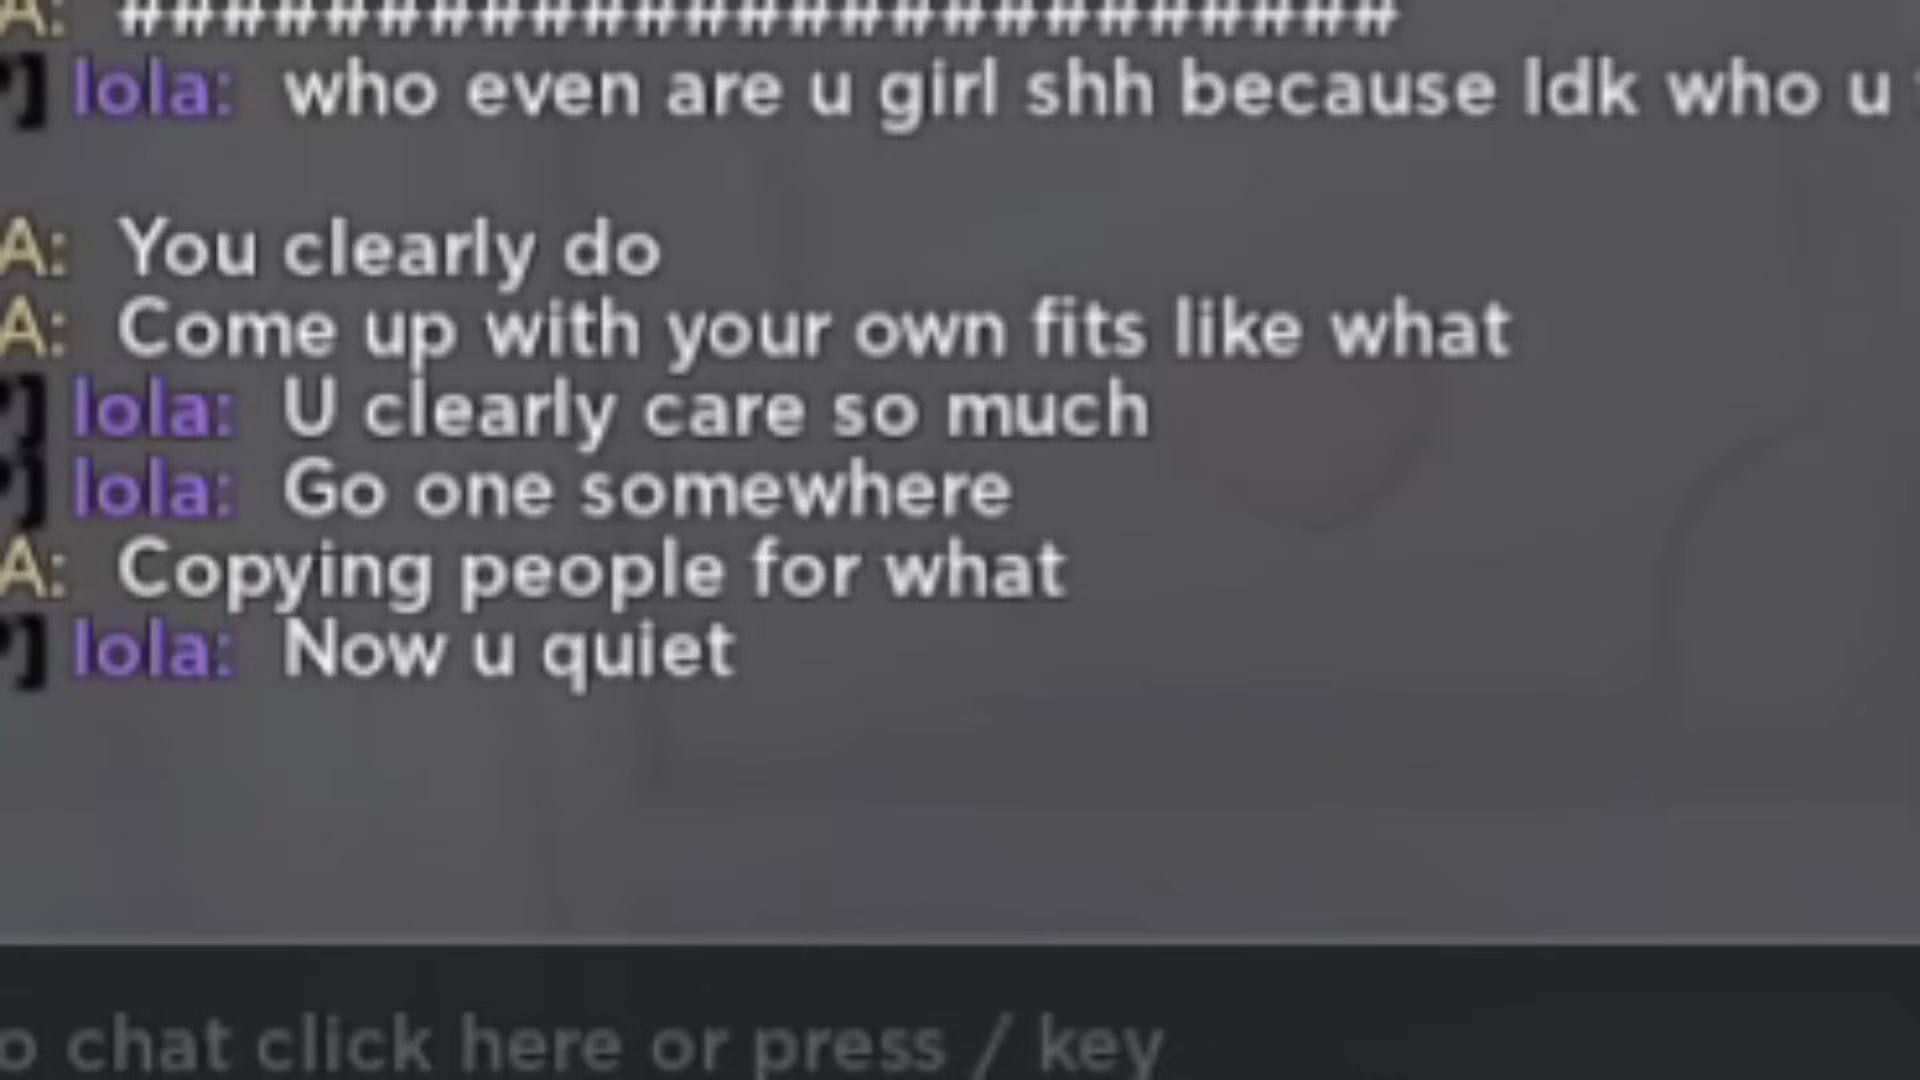 A: #########################
] lola: who even are u girl shh because Idk who u
A: You clearly do
A: Come up with your own fits like what
] lola: U clearly care so much
] lola: Go one somewhere
A: Copying people for what
] lola: Now u quiet
o chat click here or press / key